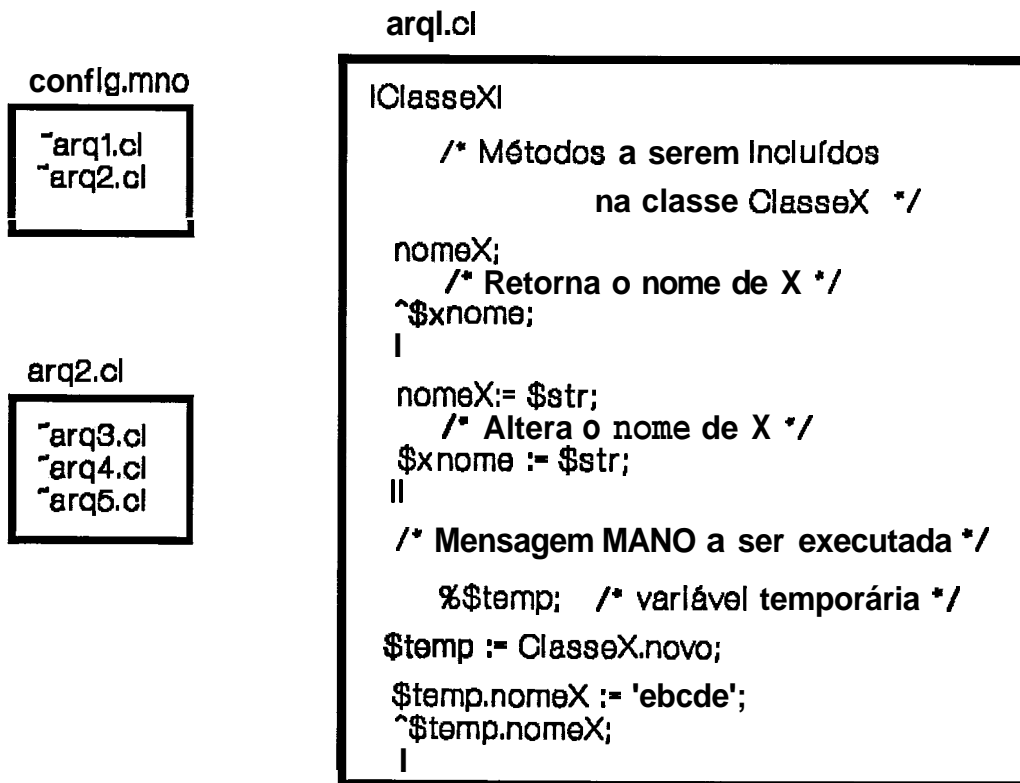 config.mno
~arq1.cl
~arq2.cl
arq2.cl
~arq3.cl
~arq4.cl
~arq5.cl
arq1.cl
|ClasseX|
/* Métodos a serem incluídos
na classe ClasseX */
nomeX;
/* Retorna o nome de X */
^$xnome;
|
nomeX:= $str;
/* Altera o nome de X */
$xnome := $str;
||
/* Mensagem MANO a ser executada */
%$temp; /* variável temporária */
$temp := ClasseX.novo;
$temp.nomeX := 'ebcde';
^$temp.nomeX;
|